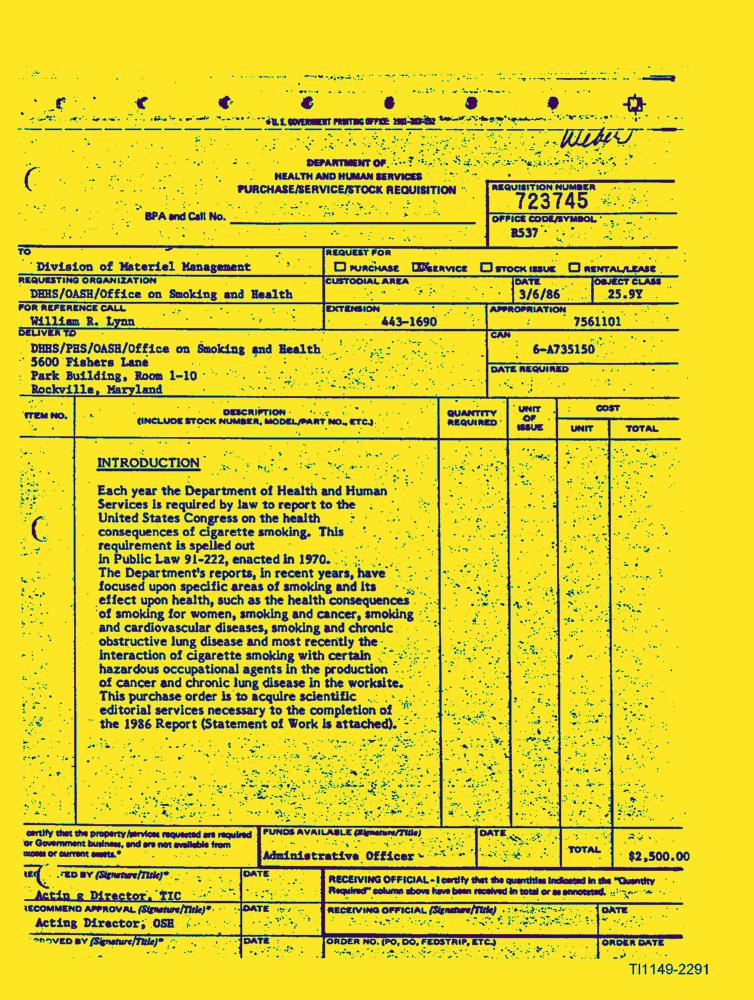 U. S. GOVERNMENT PRINTING OFFICE:
Weber
DEPARTMENT OF
HEALTH AND HUMAN SERVICES
PURCHASE/SERVICE/STOCK REQUISITION
REQUISITION NUMBER
723745
BPA and Call No.
OFFICE CODE/SYMBOL
R537
TO
Division of Materiel Management
REQUEST FOR
PURCHASE SERVICE STOCK ISSUE RENTAL/LEASE
REQUESTING ORGANIZATION
DHHS/OASH/Office on Smoking and Health
CUSTODIAL AREA
DATE
3/6/86
OBJECT CLASS
25.9Y
FOR REFERENCE CALL
William R. Lynn
EXTENSION
443-1690
APPROPRIATION
7561101
DELIVER TO
DHHS/PHS/OASH/Office on Smoking and Health
5600 Fishers Lane
Park Building, Room 1-10
Rockville, Maryland
CAN
6-A735150
DATE REQUIRED
ITEM NO.
DESCRIPTION
(INCLUDE STOCK NUMBER, MODEL/PART NO., ETC.)
QUANTITY
REQUIRED
UNIT
OF
ISSUE
COST
UNIT TOTAL
INTRODUCTION
Each year the Department of Health and Human
Services is required by law to report to the
United States Congress on the health
consequences of cigarette smoking. This
requirement is spelled out
in Public Law 91-222, enacted in 1970.
The Department's reports, in recent years, have
focused upon specific areas of smoking and its
effect upon health, such as the health consequences
of smoking for women, smoking and cancer, smoking
and cardiovascular diseases, smoking and chronic
obstructive lung disease and most recently the
interaction of cigarette smoking with certain
hazardous occupational agents in the production
of cancer and chronic lung disease in the worksite.
This purchase order is to acquire scientific
editorial services necessary to the completion of
the 1986 Report (Statement of Work is attached).
certify that the property/services requested are required
or Government business, and are not available from
excess or current assets.*
FUNDS AVAILABLE (Signature/Title)
Administrative Officer
DATE
TOTAL
$2,500.00
TED BY (Signature/Title)*
Acting Director, TIC
DATE
RECEIVING OFFICIAL - I certify that the quantities indicated in the "Quantity
Required" column above have been received in total or as annotated.
RECOMMEND APPROVAL (Signature/Title)*
Acting Director, OSH
DATE
RECEIVING OFFICIAL (Signature/Title)
DATE
APPROVED BY (Signature/Title)*
DATE
ORDER NO. (PO, DO, FEDSTRIP, ETC.)
ORDER DATE
TI1149-2291